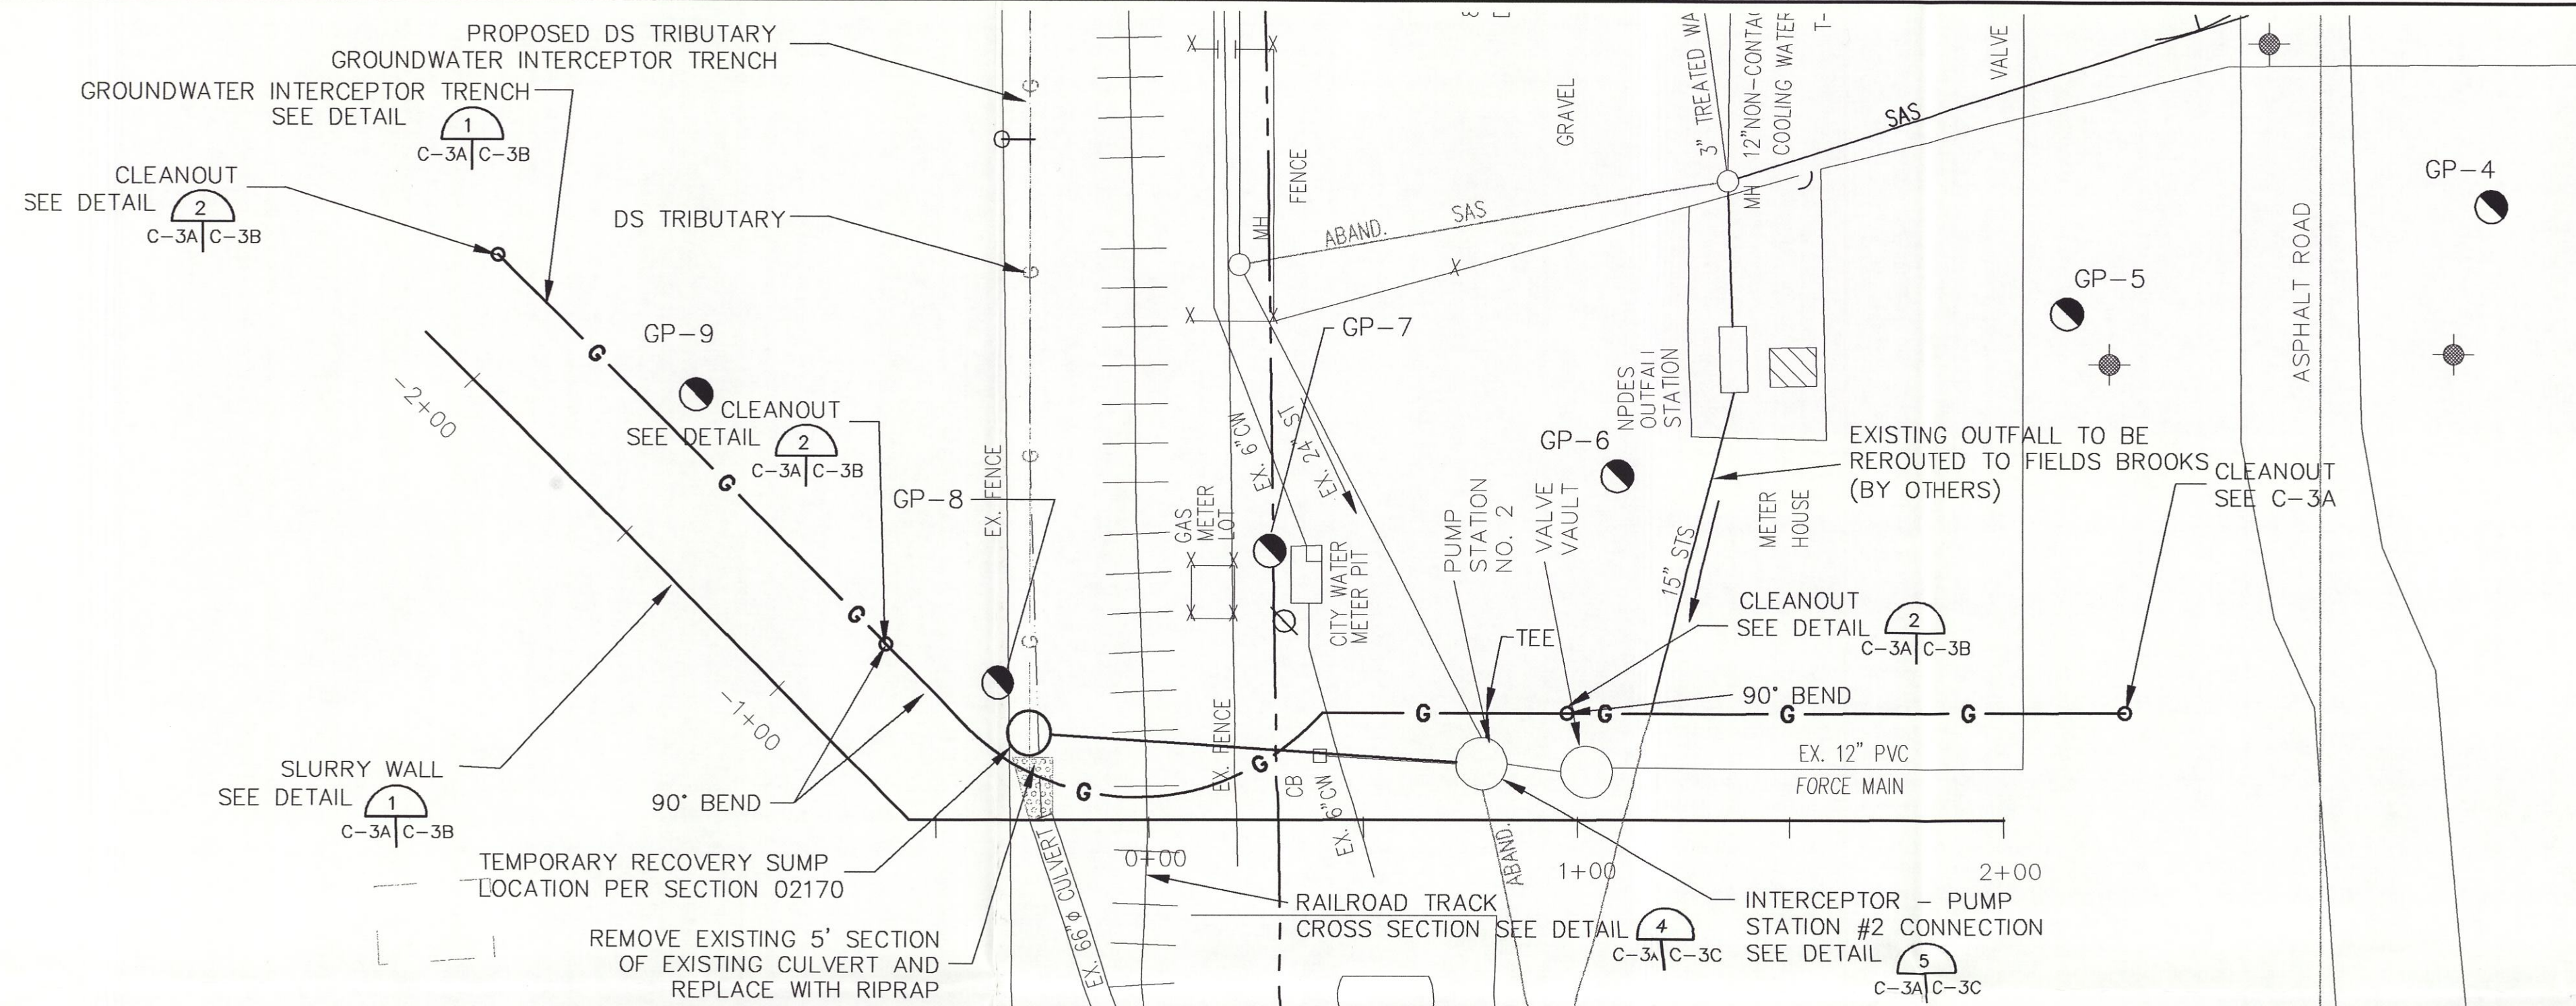 PROPOSED DS TRIBUTARY
GROUNDWATER INTERCEPTOR TRENCH
GROUNDWATER INTERCEPTOR TRENCH
SEE DETAIL
1
C-3A C-3B
CLEANOUT
SEE DETAIL
2
C-3A C-3B
DS TRIBUTARY
G
G
G
G
FENCE
MH
ABAND.
SAS
X
X
X
X
X
GRAVEL
3" TREATED WA
12"NON-CONTAC
COOLING WATER
T-
MH
VALVE
SAS
GP-4
GP-5
ASPHALT ROAD
GP-9
-2+00
G
G
G
CLEANOUT
SEE DETAIL
2
C-3A C-3B
GP-8
EX. FENCE
GP-7
EX. 6"CW
EX. 24" ST
GAS
METER
LOT
X
X
X
X
CITY WATER
METER PIT
PUMP
STATION
NO. 2
VALVE
VAULT
GP-6
NPDES
OUTFALL
STATION
EXISTING OUTFALL TO BE
REROUTED TO FIELDS BROOKS
(BY OTHERS)
METER
HOUSE
15" STS
CLEANOUT
SEE C-3A
CLEANOUT
SEE DETAIL
2
C-3A C-3B
TEE
90° BEND
G
G
G
G
G
G
-1+00
SLURRY WALL
SEE DETAIL
1
C-3A C-3B
90° BEND
EX. FENCE
CB
EX. 6"CW
EX. 12" PVC
FORCE MAIN
TEMPORARY RECOVERY SUMP
LOCATION PER SECTION 02170
REMOVE EXISTING 5' SECTION
OF EXISTING CULVERT AND
REPLACE WITH RIPRAP
EX. 66" ø CULVERT
0+00
1+00
2+00
ABAND.
RAILROAD TRACK
CROSS SECTION SEE DETAIL
4
C-3A C-3C
INTERCEPTOR - PUMP
STATION #2 CONNECTION
SEE DETAIL
5
C-3A C-3C